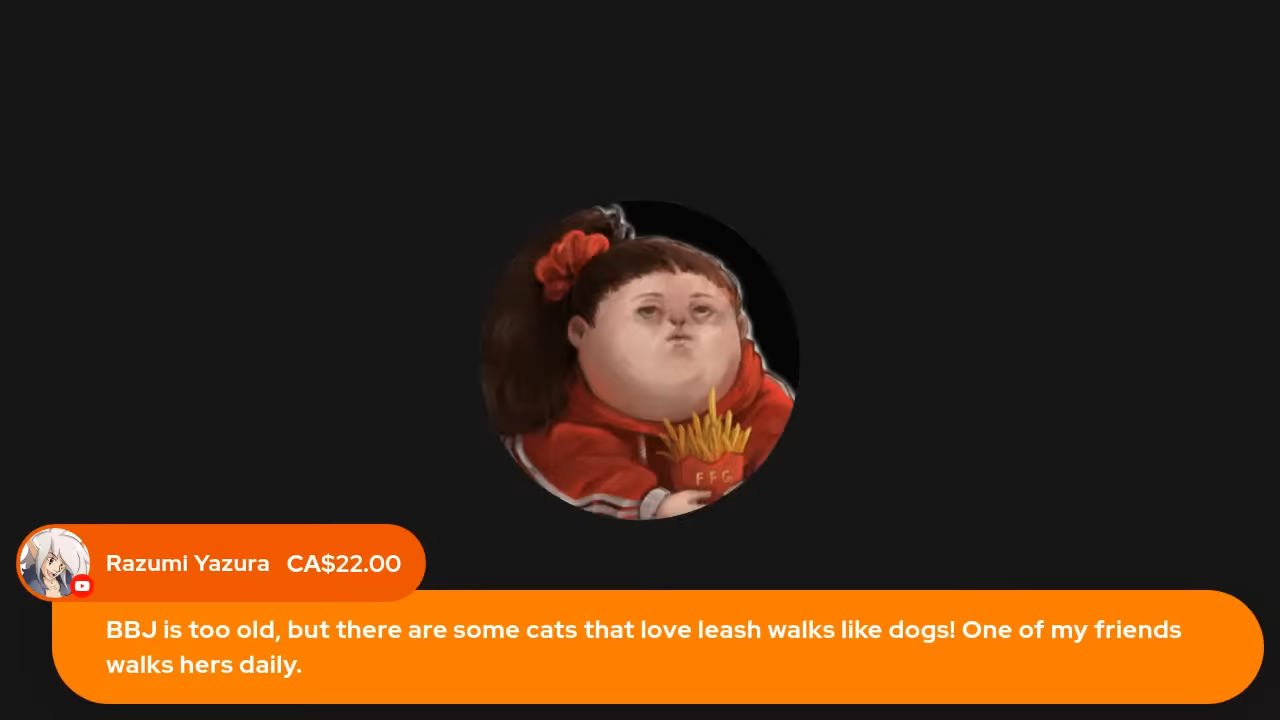 FFG
Razumi Yazura CA$22.00
BBJ is too old, but there are some cats that love leash walks like dogs! One of my friends
walks hers daily.